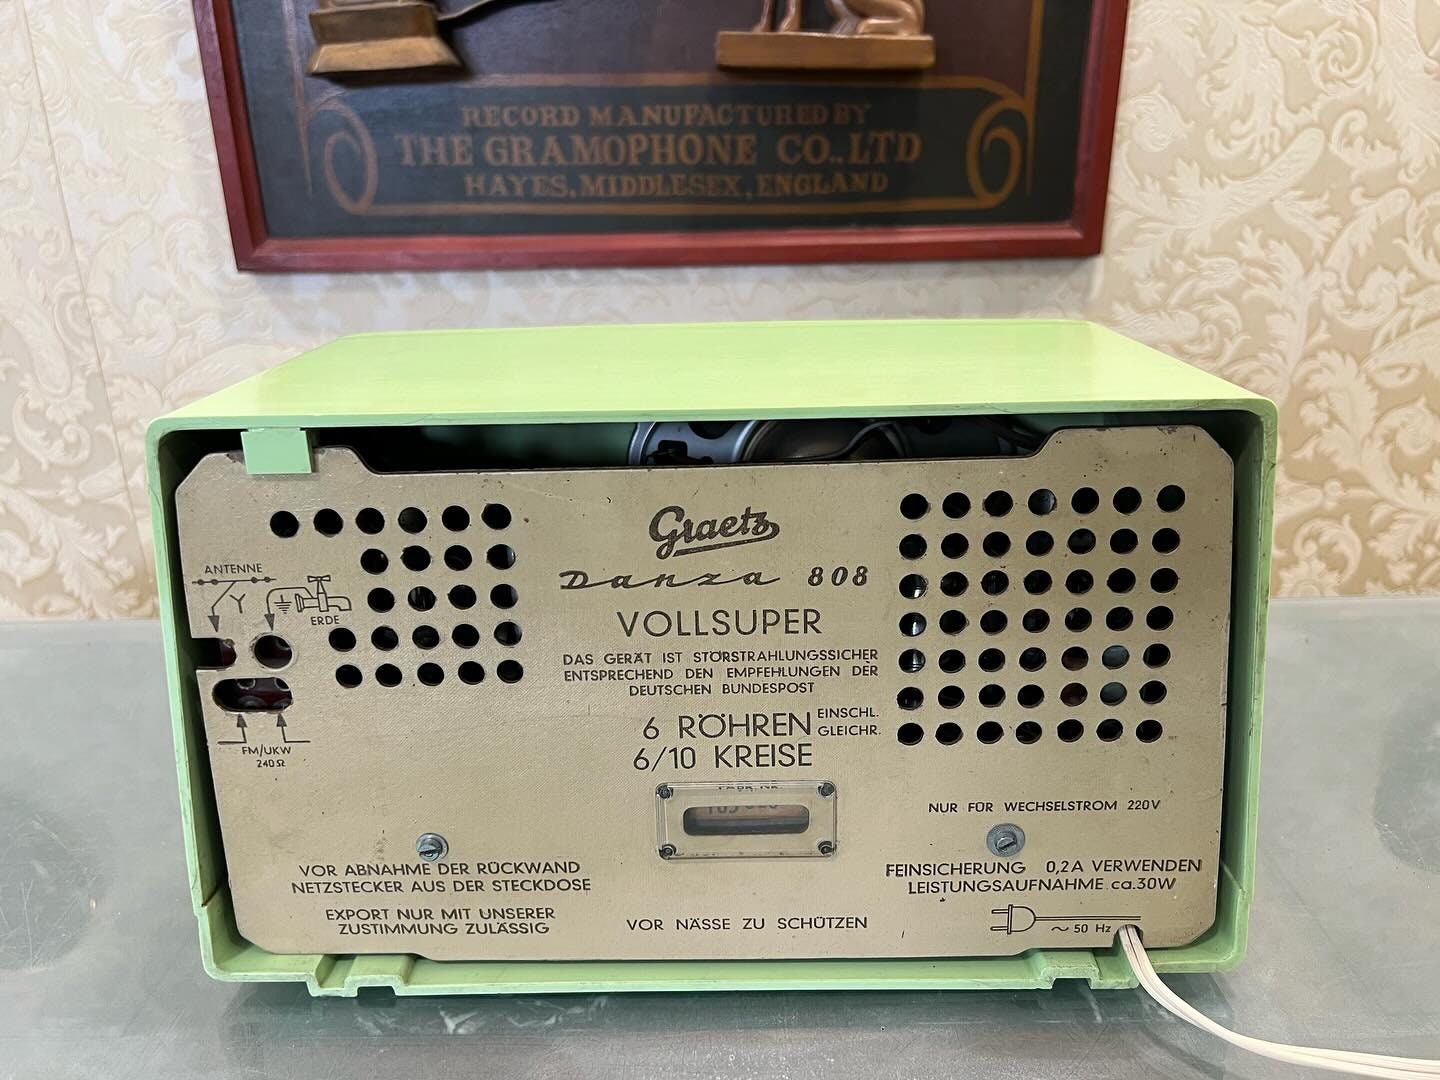 RECORD MANUFACTURED BY
THE GRAMOPHONE CO., LTD
HAYES, MIDDLESEX, ENGLAND
Graetz
Danza 808
VOLLSUPER
DAS GERÄT IST STÖRSTRAHLUNGSSICHER
ENTSPRECHEND DEN EMPFEHLUNGEN DER
DEUTSCHEN BUNDESPOST
6 RÖHREN EINSCHL.
GLEICHR.
6/10 KREISE
ANTENNE
ERDE
FM/UKW
240Ω
NUR FÜR WECHSELSTROM 220V
FEINSICHERUNG 0,2A VERWENDEN
LEISTUNGSAUFNAHME ca.30W
~ 50 Hz
VOR ABNAHME DER RÜCKWAND
NETZSTECKER AUS DER STECKDOSE
EXPORT NUR MIT UNSERER
ZUSTIMMUNG ZULÄSSIG
VOR NÄSSE ZU SCHÜTZEN